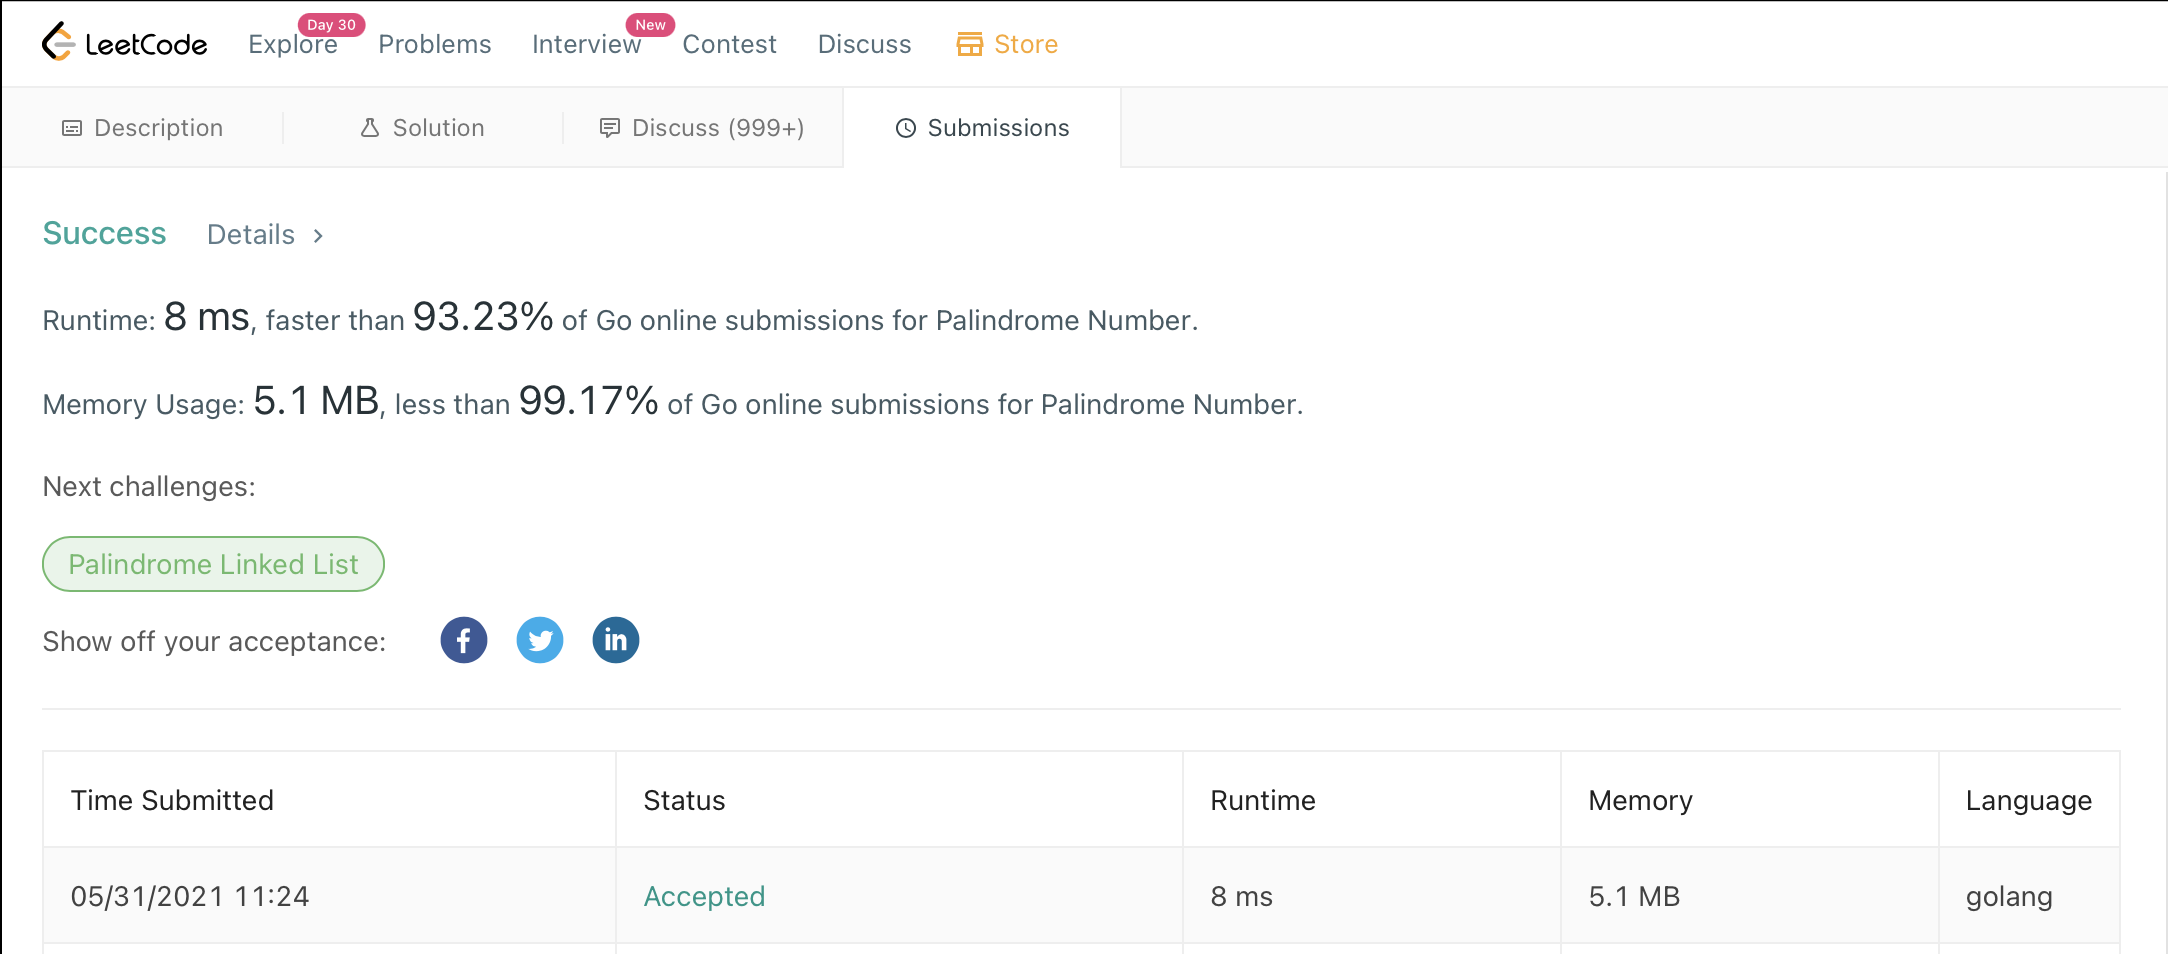 LeetCode Explore Day 30 Problems Interview New Contest Discuss Store
Description Solution Discuss (999+) Submissions
Success Details >
Runtime: 8 ms, faster than 93.23% of Go online submissions for Palindrome Number.
Memory Usage: 5.1 MB, less than 99.17% of Go online submissions for Palindrome Number.
Next challenges:
Palindrome Linked List
Show off your acceptance: f in
Time Submitted Status Runtime Memory Language
05/31/2021 11:24 Accepted 8 ms 5.1 MB golang